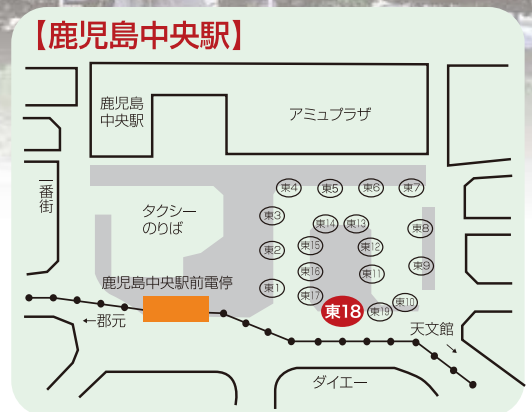 【鹿児島中央駅】
鹿児島
中央駅
アミュプラザ
一番街
タクシー
のりば
東4
東5
東6
東7
東3
東14
東13
東8
東2
東15
東12
東9
東16
東11
鹿児島中央駅前電停
東1
東17
東18
東19
東10
←郡元
天文館
ダイエー